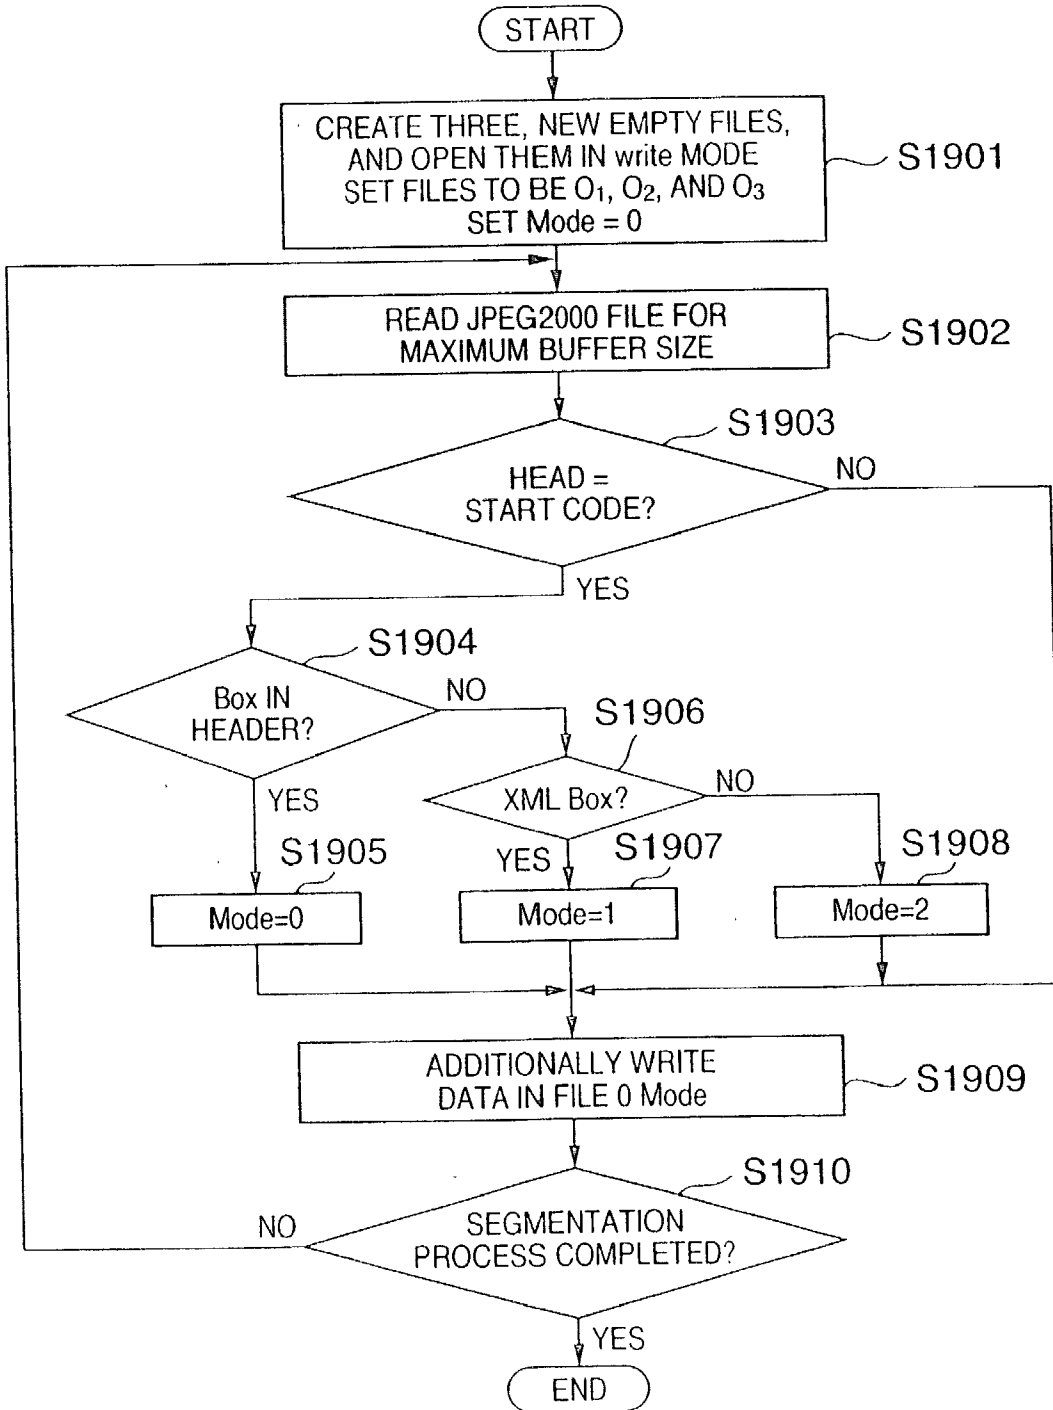 START
CREATE THREE, NEW EMPTY FILES,
AND OPEN THEM IN write MODE
SET FILES TO BE O1, O2, AND O3
SET Mode = 0
S1901
READ JPEG2000 FILE FOR
MAXIMUM BUFFER SIZE
S1902
S1903
HEAD =
START CODE?
NO
YES
S1904
Box IN
HEADER?
NO
YES
S1906
XML Box?
NO
YES
S1905
Mode=0
S1907
Mode=1
S1908
Mode=2
ADDITIONALLY WRITE
DATA IN FILE 0 Mode
S1909
S1910
SEGMENTATION
PROCESS COMPLETED?
NO
YES
END